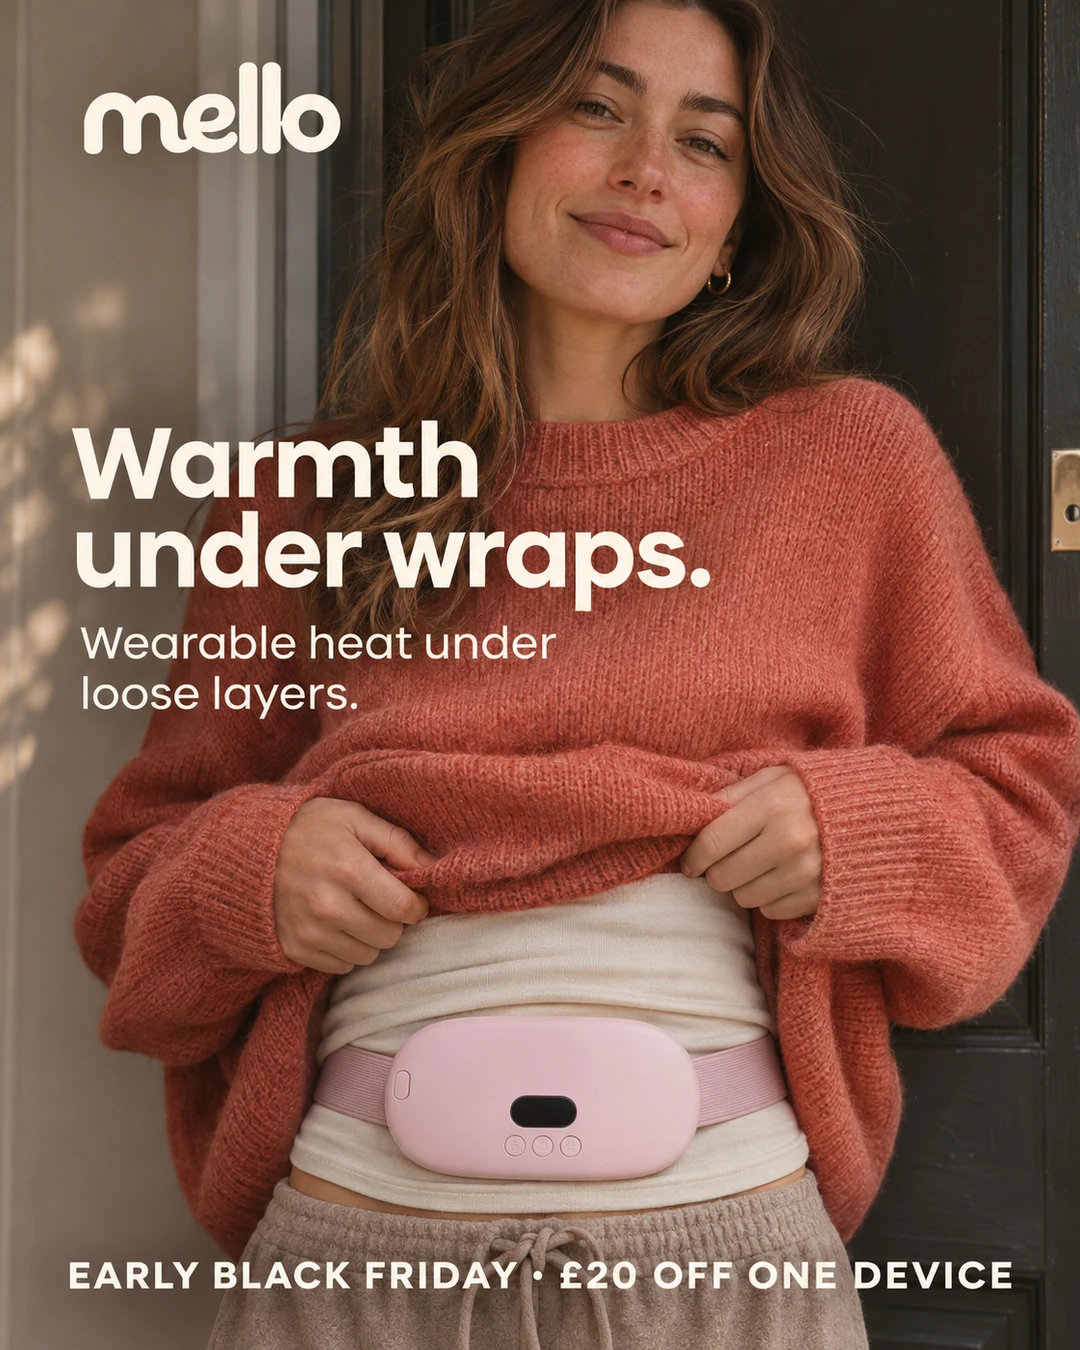 mello
Warmth
under wraps.
Wearable heat under
loose layers.
EARLY BLACK FRIDAY • £20 OFF ONE DEVICE